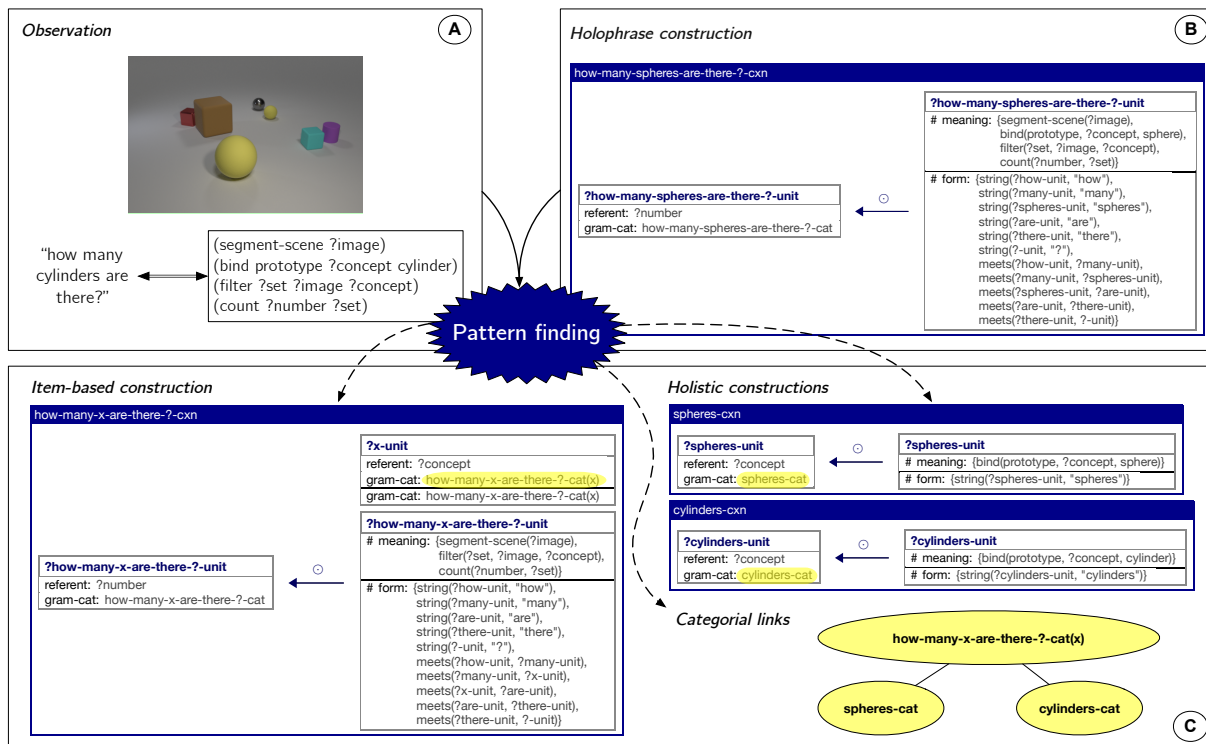 Observation
A
"how many
cylinders are
there?"
(segment-scene ?image)
(bind prototype ?concept cylinder)
(filter ?set ?image ?concept)
(count ?number ?set)
Holophrase construction
B
how-many-spheres-are-there-?-cxn
?how-many-spheres-are-there-?-unit
referent: ?number
gram-cat: how-many-spheres-are-there-?-cat
⊙
?how-many-spheres-are-there-?-unit
# meaning: {segment-scene(?image),
bind(prototype, ?concept, sphere),
filter(?set, ?image, ?concept),
count(?number, ?set)}
# form: {string(?how-unit, "how"),
string(?many-unit, "many"),
string(?spheres-unit, "spheres"),
string(?are-unit, "are"),
string(?there-unit, "there"),
string(?-unit, "?"),
meets(?how-unit, ?many-unit),
meets(?many-unit, ?spheres-unit),
meets(?spheres-unit, ?are-unit),
meets(?are-unit, ?there-unit),
meets(?there-unit, ?-unit)}
Pattern finding
Item-based construction
how-many-x-are-there-?-cxn
?how-many-x-are-there-?-unit
referent: ?number
gram-cat: how-many-x-are-there-?-cat
⊙
?x-unit
referent: ?concept
gram-cat: how-many-x-are-there-?-cat(x)
gram-cat: how-many-x-are-there-?-cat(x)
?how-many-x-are-there-?-unit
# meaning: {segment-scene(?image),
filter(?set, ?image, ?concept),
count(?number, ?set)}
# form: {string(?how-unit, "how"),
string(?many-unit, "many"),
string(?are-unit, "are"),
string(?there-unit, "there"),
string(?-unit, "?"),
meets(?how-unit, ?many-unit),
meets(?many-unit, ?x-unit),
meets(?x-unit, ?are-unit),
meets(?are-unit, ?there-unit),
meets(?there-unit, ?-unit)}
Holistic constructions
spheres-cxn
?spheres-unit
referent: ?concept
gram-cat: spheres-cat
⊙
?spheres-unit
# meaning: {bind(prototype, ?concept, sphere)}
# form: {string(?spheres-unit, "spheres")}
cylinders-cxn
?cylinders-unit
referent: ?concept
gram-cat: cylinders-cat
⊙
?cylinders-unit
# meaning: {bind(prototype, ?concept, cylinder)}
# form: {string(?cylinders-unit, "cylinders")}
Categorial links
how-many-x-are-there-?-cat(x)
spheres-cat
cylinders-cat
C